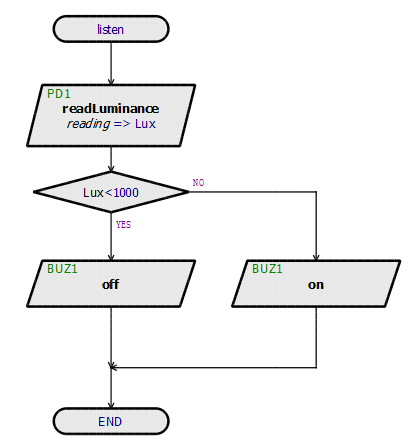 listen
PD1
readLuminance
reading => Lux
Lux<1000
NO
YES
BUZ1
off
BUZ1
on
END